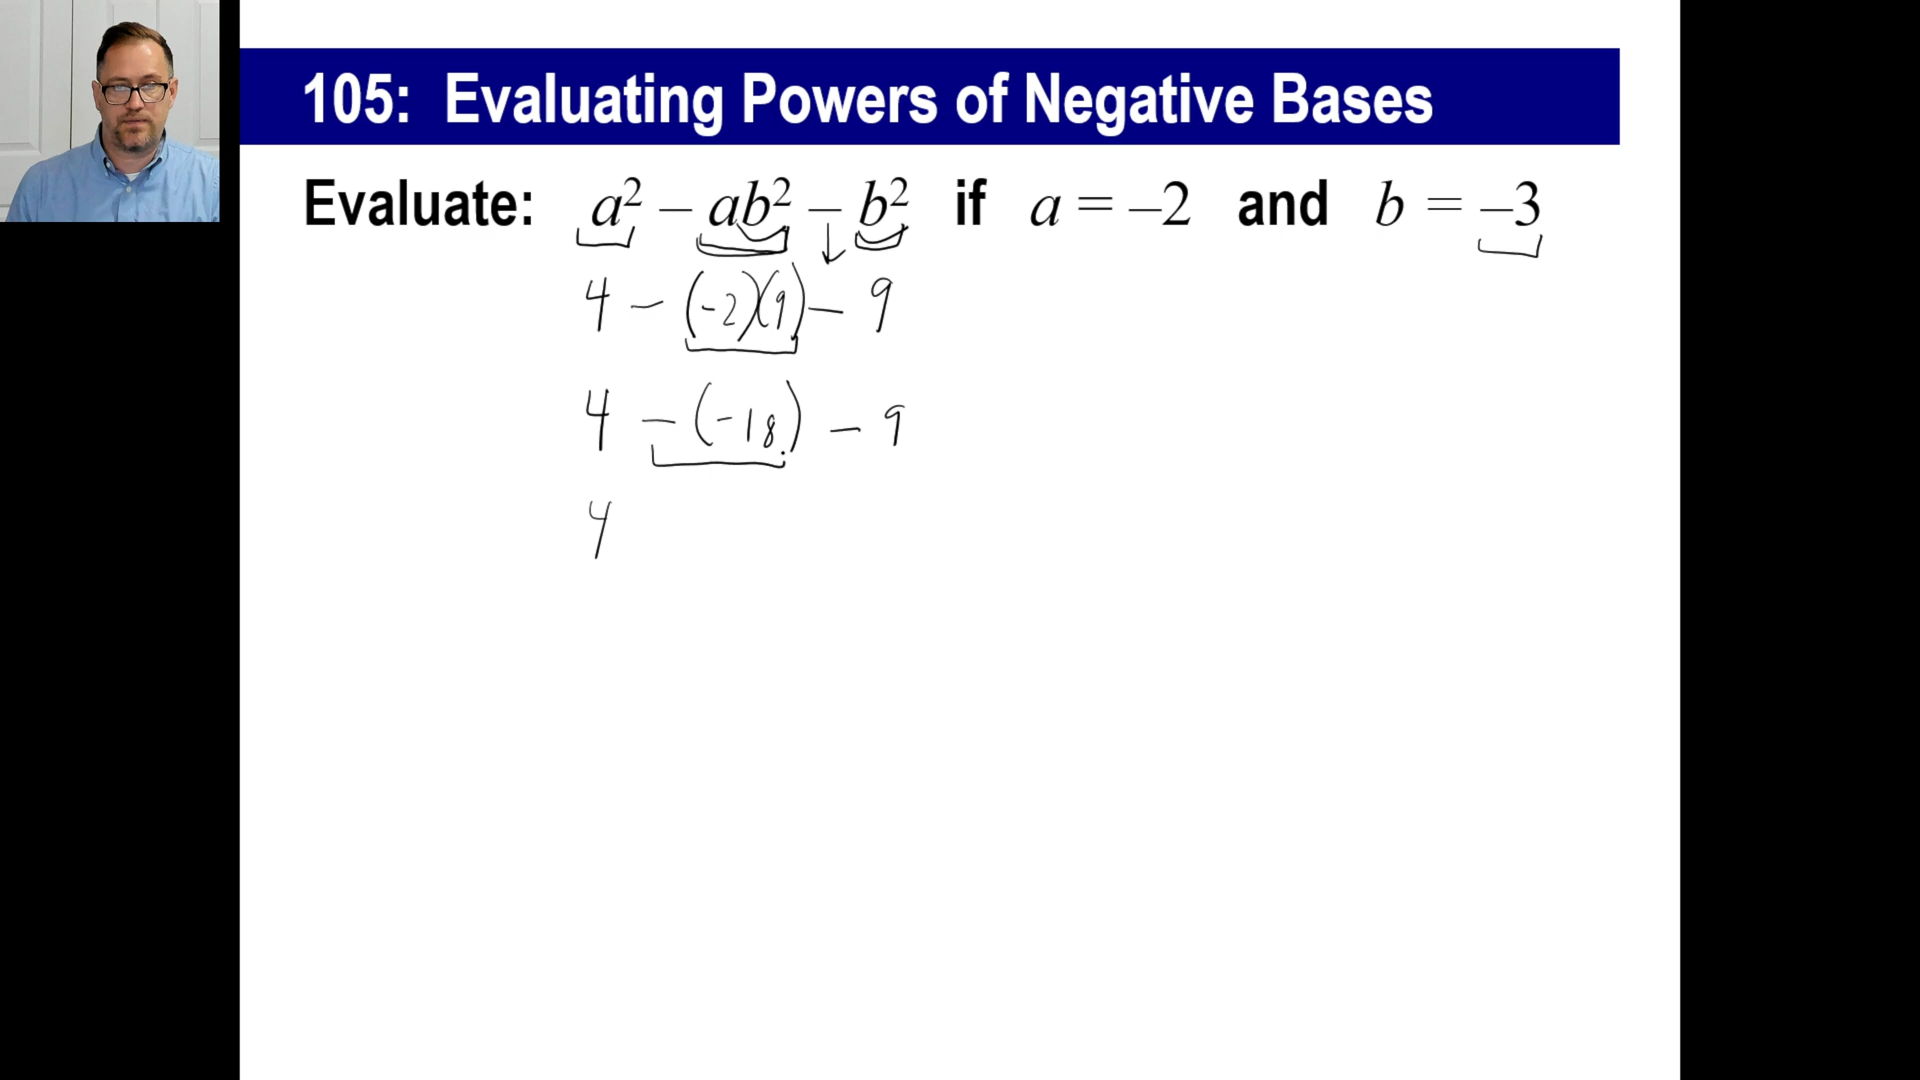 105: Evaluating Powers of Negative Bases
Evaluate: a² – ab² – b² if a = –2 and b = –3
4 – (-2)(9) – 9
4 – (-18) – 9
4